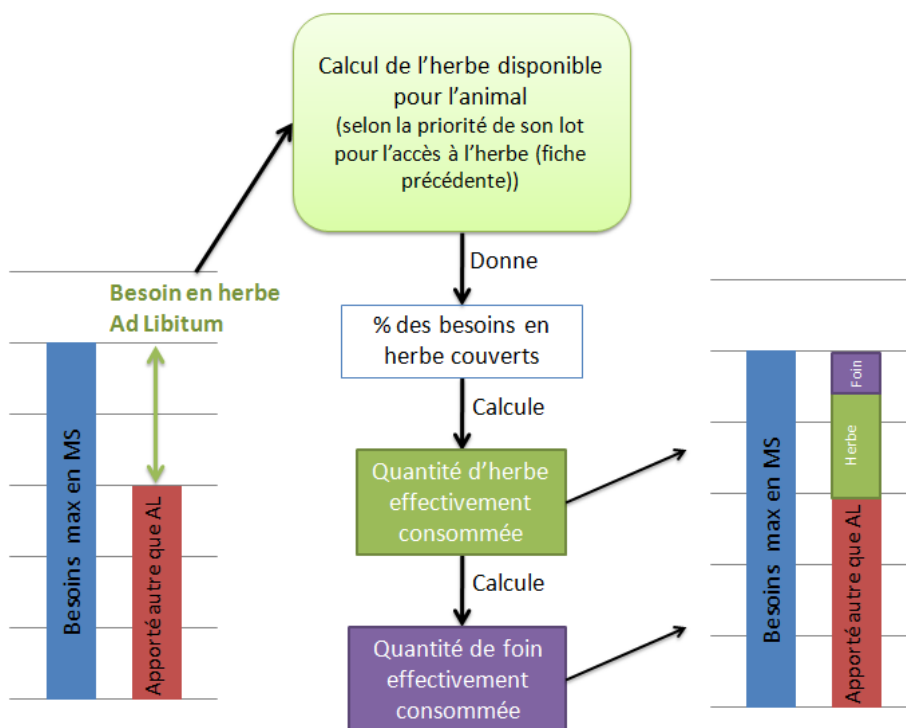 Calcul de l'herbe disponible
pour l'animal
(selon la priorité de son lot
pour l'accès à l'herbe (fiche
précédente))
Donne
Besoin en herbe
Ad Libitum
% des besoins en
herbe couverts
Calcule
Quantité d'herbe
effectivement
consommée
Calcule
Quantité de foin
effectivement
consommée
Besoins max en MS
Apporté autre que AL
Besoins max en MS
Foin
Herbe
Apporté autre que AL